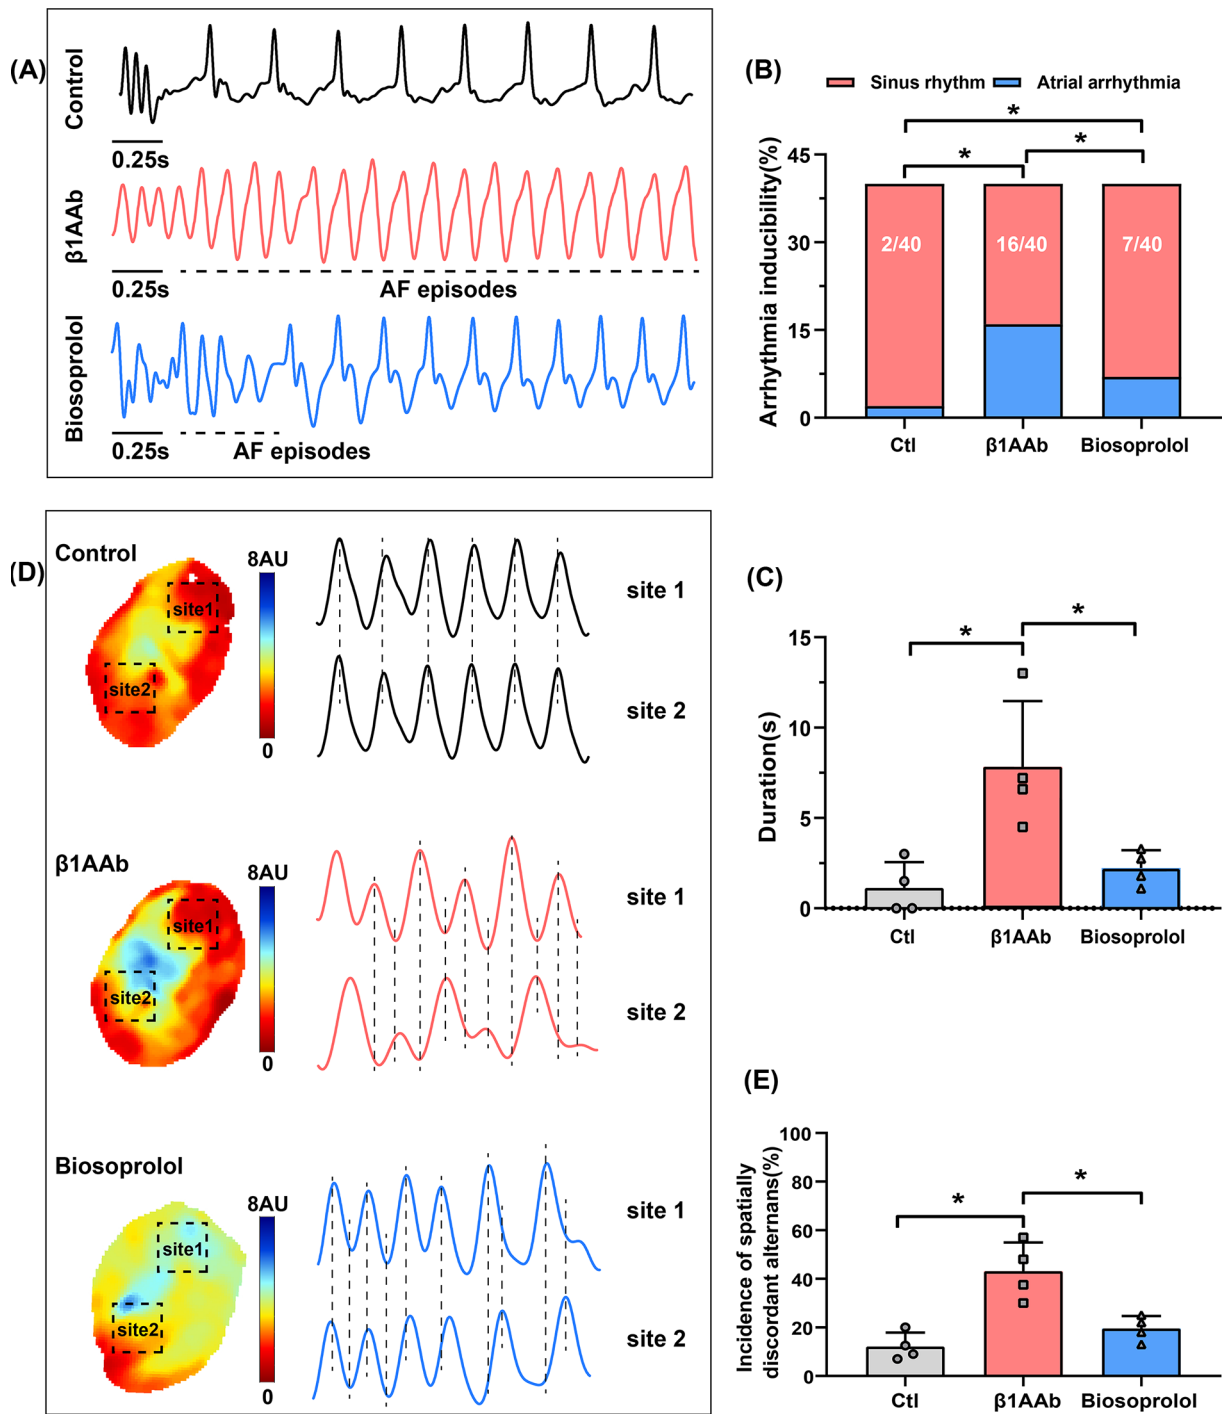 (A)
Control
0.25s
β1AAb
0.25s
AF episodes
Biosoprolol
0.25s
AF episodes
(B)
Sinus rhythm
Atrial arrhythmia
*
*
*
Arrhythmia inducibility(%)
45
30
15
0
2/40
16/40
7/40
Ctl
β1AAb
Biosoprolol
(D)
Control
8AU
0
site1
site2
site 1
site 2
β1AAb
8AU
0
site1
site2
site 1
site 2
Biosoprolol
8AU
0
site1
site2
site 1
site 2
(C)
*
*
Duration(s)
15
10
5
0
Ctl
β1AAb
Biosoprolol
(E)
*
*
Incidence of spatially
discordant alternans(%)
100
80
60
40
20
0
Ctl
β1AAb
Biosoprolol